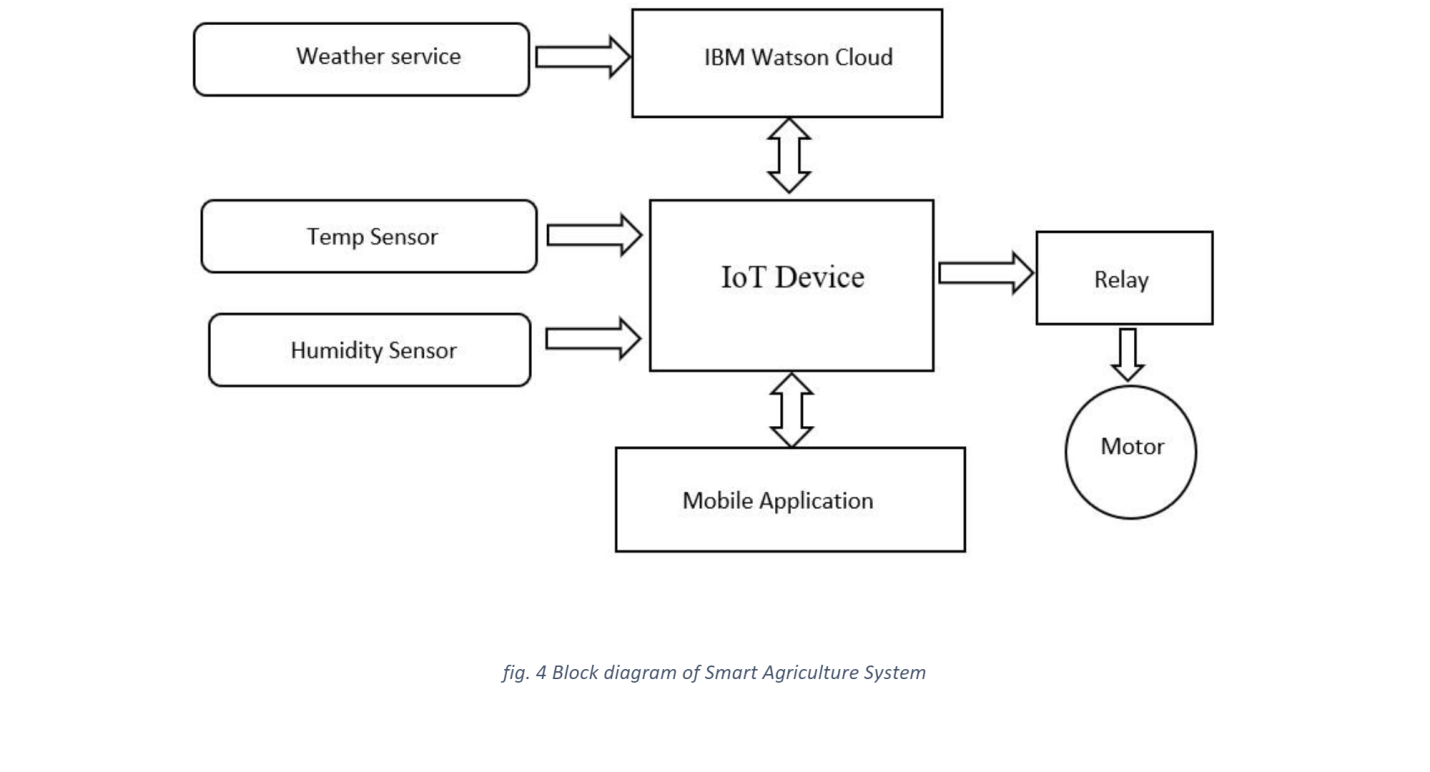 Weather service
IBM Watson Cloud
Temp Sensor
IoT Device
Relay
Humidity Sensor
Motor
Mobile Application
fig. 4 Block diagram of Smart Agriculture System